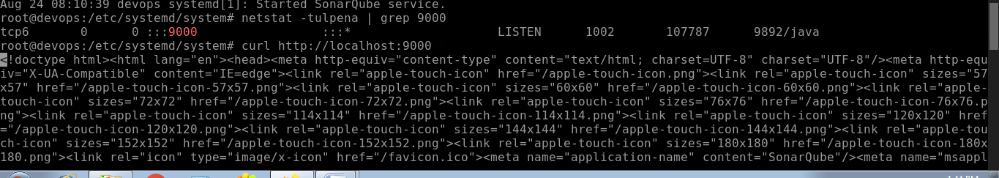 Aug 24 08:10:39 devops systemd[1]: Started SonarQube service.
root@devops:/etc/systemd/system# netstat -tulpena | grep 9000
tcp6       0      0 :::9000                 :::*                    LISTEN      1002       107787     9892/java
root@devops:/etc/systemd/system# curl http://localhost:9000
<!doctype html><html lang="en"><head><meta http-equiv="content-type" content="text/html; charset=UTF-8" charset="UTF-8"/><meta http-equ
iv="X-UA-Compatible" content="IE=edge"><link rel="apple-touch-icon" href="/apple-touch-icon.png"><link rel="apple-touch-icon" sizes="57
x57" href="/apple-touch-icon-57x57.png"><link rel="apple-touch-icon" sizes="60x60" href="/apple-touch-icon-60x60.png"><link rel="apple-
touch-icon" sizes="72x72" href="/apple-touch-icon-72x72.png"><link rel="apple-touch-icon" sizes="76x76" href="/apple-touch-icon-76x76.p
ng"><link rel="apple-touch-icon" sizes="114x114" href="/apple-touch-icon-114x114.png"><link rel="apple-touch-icon" sizes="120x120" href
="/apple-touch-icon-120x120.png"><link rel="apple-touch-icon" sizes="144x144" href="/apple-touch-icon-144x144.png"><link rel="apple-tou
ch-icon" sizes="152x152" href="/apple-touch-icon-152x152.png"><link rel="apple-touch-icon" sizes="180x180" href="/apple-touch-icon-180x
180.png"><link rel="icon" type="image/x-icon" href="/favicon.ico"><meta name="application-name" content="SonarQube"/><meta name="msappl